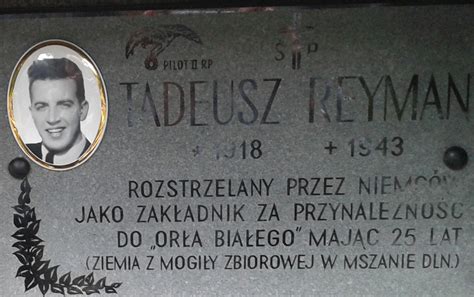 Ś P
PILOT II RP
TADEUSZ REYMAN
* 1918 + 1943
ROZSTRZELANY PRZEZ NIEMCÓW
JAKO ZAKŁADNIK ZA PRZYNALEŻNOŚĆ
DO „ORŁA BIAŁEGO" MAJĄC 25 LAT
(ZIEMIA Z MOGIŁY ZBIOROWEJ W MSZANIE DLN.)